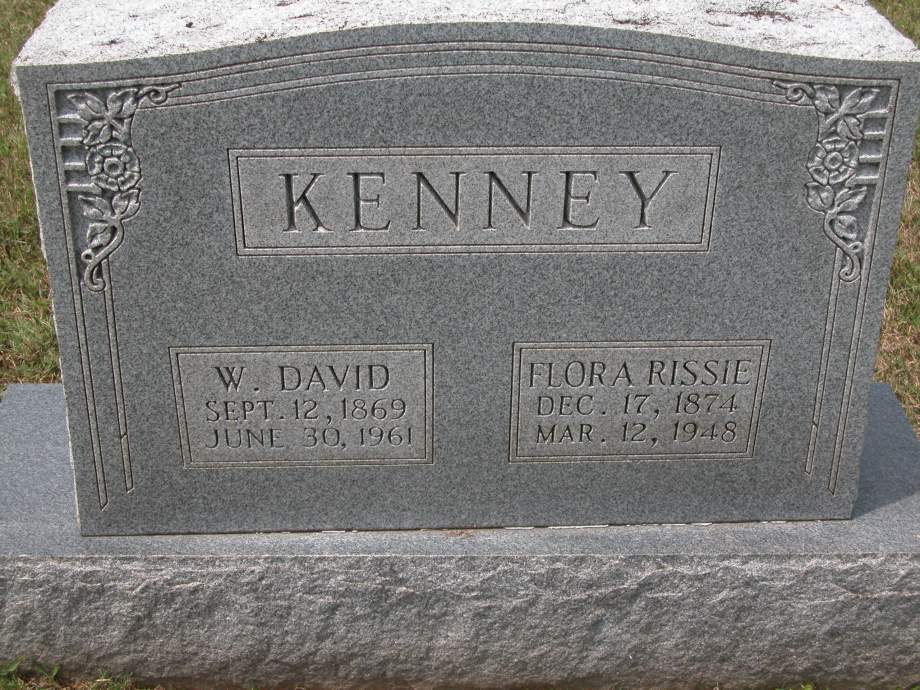 KENNEY
W. DAVID
SEPT. 12, 1869
JUNE 30, 1961
FLORA RISSIE
DEC. 17, 1874
MAR. 12, 1948